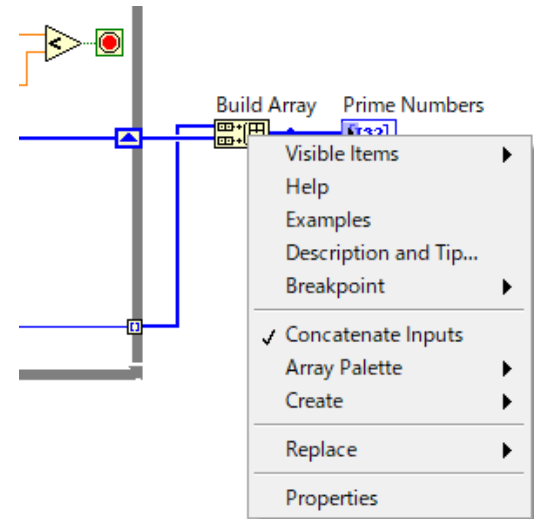 <
Build Array Prime Numbers
[I32]
Visible Items
Help
Examples
Description and Tip...
Breakpoint
✓ Concatenate Inputs
Array Palette
Create
Replace
Properties